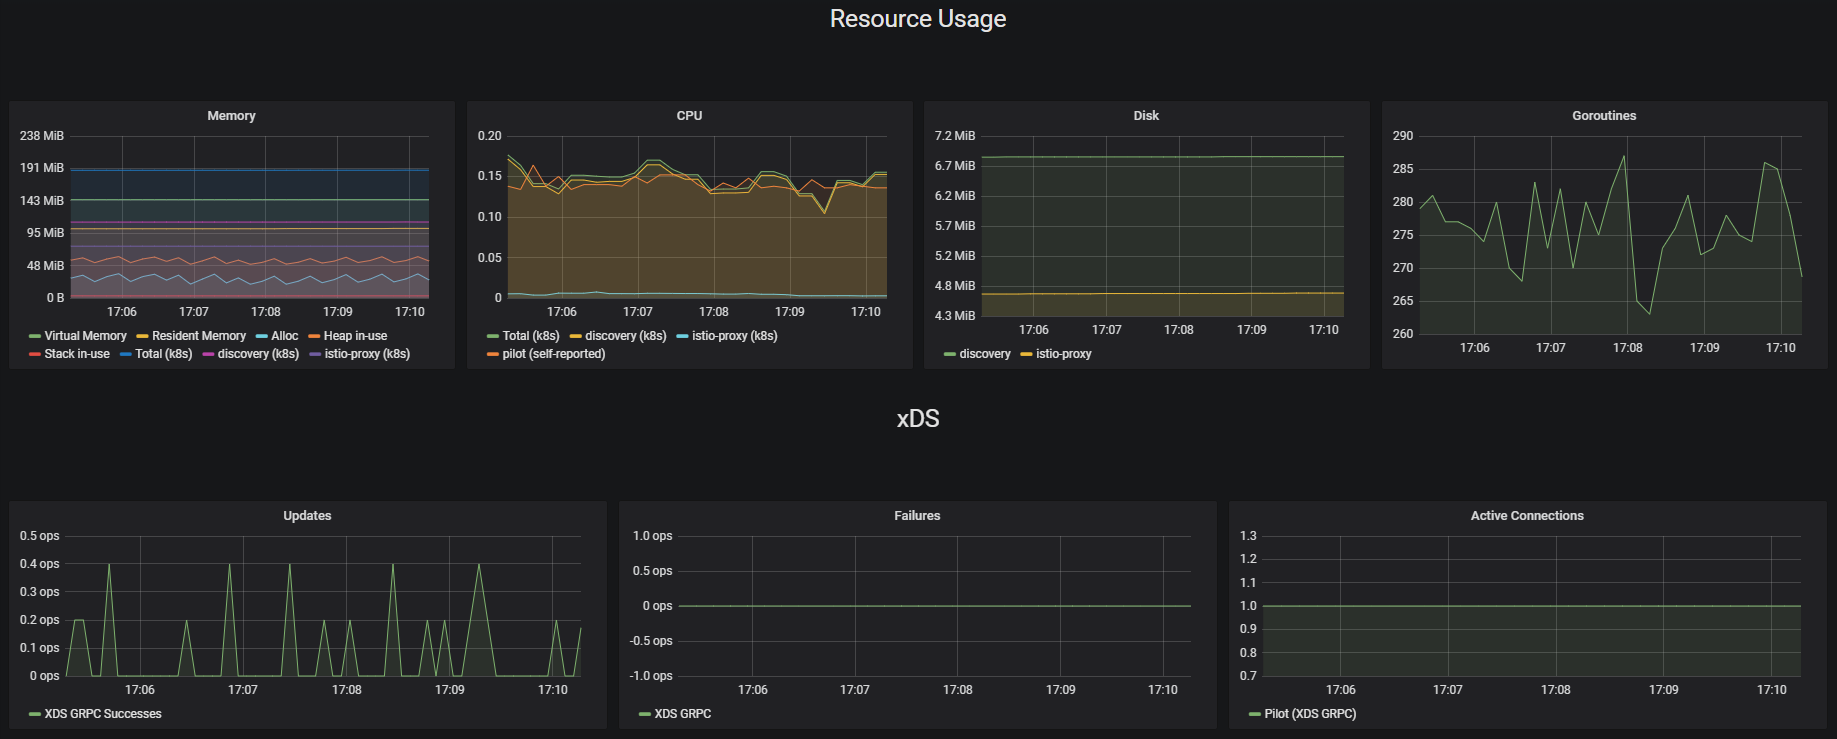 Resource Usage
Memory
238 MiB
191 MiB
143 MiB
95 MiB
48 MiB
0 B
17:06 17:07 17:08 17:09 17:10
Virtual Memory Resident Memory Alloc Heap in-use
Stack in-use Total (k8s) discovery (k8s) istio-proxy (k8s)
CPU
0.20
0.15
0.10
0.05
0
17:06 17:07 17:08 17:09 17:10
Total (k8s) discovery (k8s) istio-proxy (k8s)
pilot (self-reported)
Disk
7.2 MiB
6.7 MiB
6.2 MiB
5.7 MiB
5.2 MiB
4.8 MiB
4.3 MiB
17:06 17:07 17:08 17:09 17:10
discovery istio-proxy
Goroutines
290
285
280
275
270
265
260
17:06 17:07 17:08 17:09 17:10
xDS
Updates
0.5 ops
0.4 ops
0.3 ops
0.2 ops
0.1 ops
0 ops
17:06 17:07 17:08 17:09 17:10
XDS GRPC Successes
Failures
1.0 ops
0.5 ops
0 ops
-0.5 ops
-1.0 ops
17:06 17:07 17:08 17:09 17:10
XDS GRPC
Active Connections
1.3
1.2
1.1
1.0
0.9
0.8
0.7
17:06 17:07 17:08 17:09 17:10
Pilot (XDS GRPC)